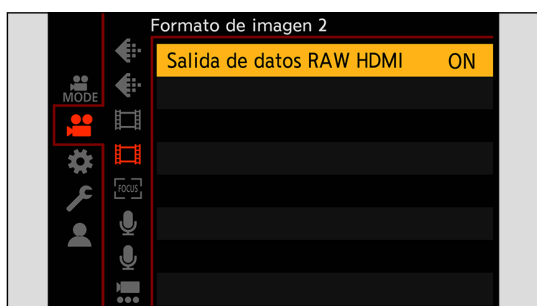 Formato de imagen 2
Salida de datos RAW HDMI ON
MODE
FOCUS